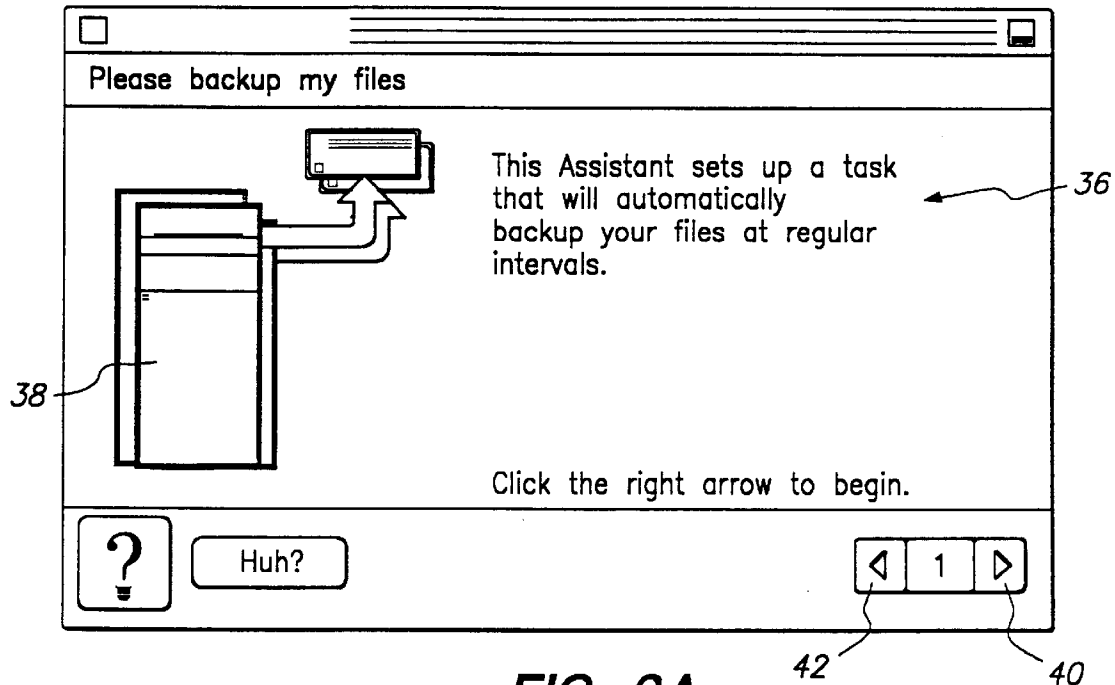 Please backup my files
This Assistant sets up a task
that will automatically
backup your files at regular
intervals.
36
38
Click the right arrow to begin.
?
Huh?
1
42
40